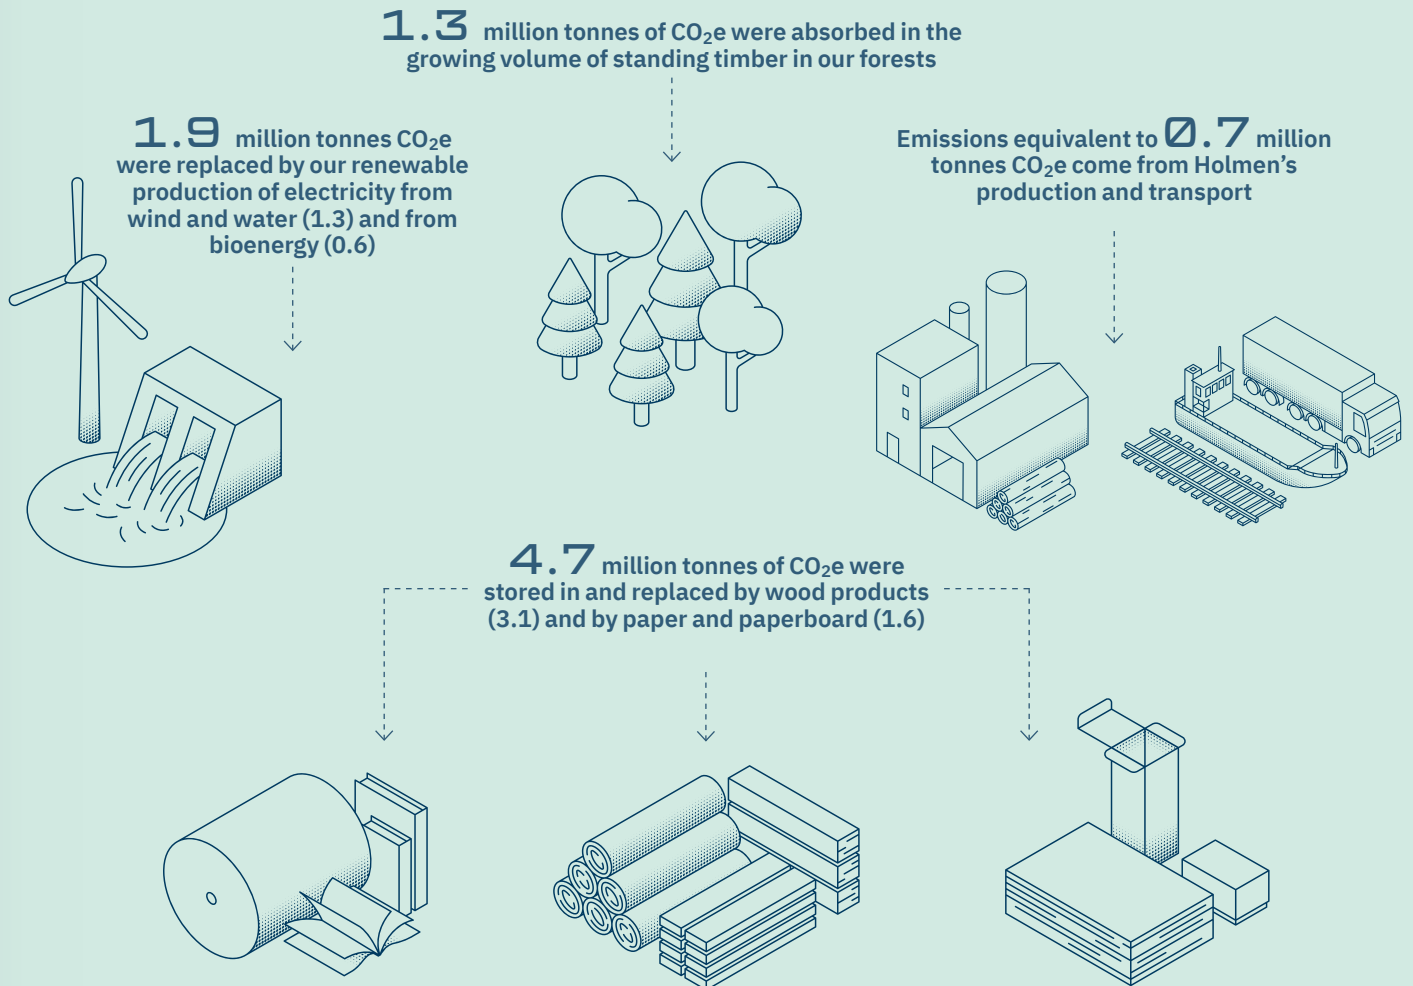 1.3 million tonnes of CO₂e were absorbed in the
growing volume of standing timber in our forests
1.9 million tonnes CO₂e
were replaced by our renewable
production of electricity from
wind and water (1.3) and from
bioenergy (0.6)
Emissions equivalent to 0.7 million
tonnes CO₂e come from Holmen’s
production and transport
4.7 million tonnes of CO₂e were
stored in and replaced by wood products
(3.1) and by paper and paperboard (1.6)